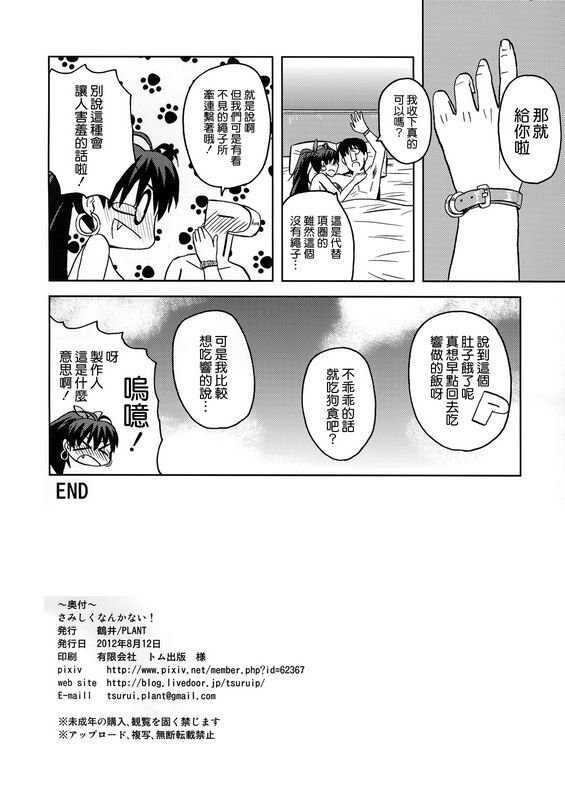 那就
給你啦
我收下真的
可以嗎?
這是代替
項圈的
雖然這個
沒有繩子…
就是說啊
但我們可是有看
不見的繩子所
牽連繫著哦!
別說這種會
讓人害羞的話啦!
說到這個
肚子餓了呢
真想早點回去吃
響做的飯呀
不乖乖的話
就吃狗食吧?
可是我比較
想吃響的說…
嗚噫!
呀
製作人
這是什麼
意思啊!
END
~奥付~
さみしくなんかない!
発行 鶴井/PLANT
発行日 2012年8月12日
印刷 有限会社 トム出版 様
pixiv http://www.pixiv.net/member.php?id=62367
web site http://blog.livedoor.jp/tsuruip/
E-maill tsurui.plant@gmail.com
※未成年の購入、観覧を固く禁じます
※アップロード、複写、無断転載禁止